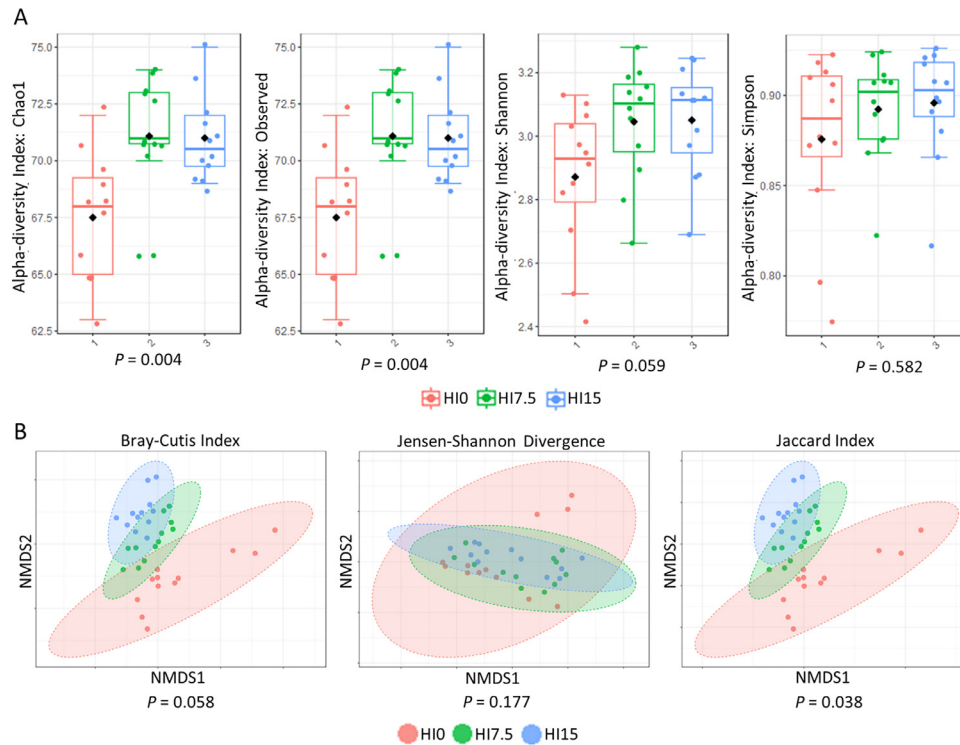 A
Alpha-diversity Index: Chao1
75.0
72.5
70.0
67.5
65.0
62.5
1
2
3
P = 0.004
Alpha-diversity Index: Observed
75.0
72.5
70.0
67.5
65.0
62.5
1
2
3
P = 0.004
Alpha-diversity Index: Shannon
3.2
3.0
2.8
2.6
2.4
1
2
3
P = 0.059
Alpha-diversity Index: Simpson
0.90
0.85
0.80
1
2
3
P = 0.582
HI0 HI7.5 HI15
B
Bray-Cutis Index
NMDS2
NMDS1
P = 0.058
Jensen-Shannon Divergence
NMDS2
NMDS1
P = 0.177
Jaccard Index
NMDS2
NMDS1
P = 0.038
HI0 HI7.5 HI15